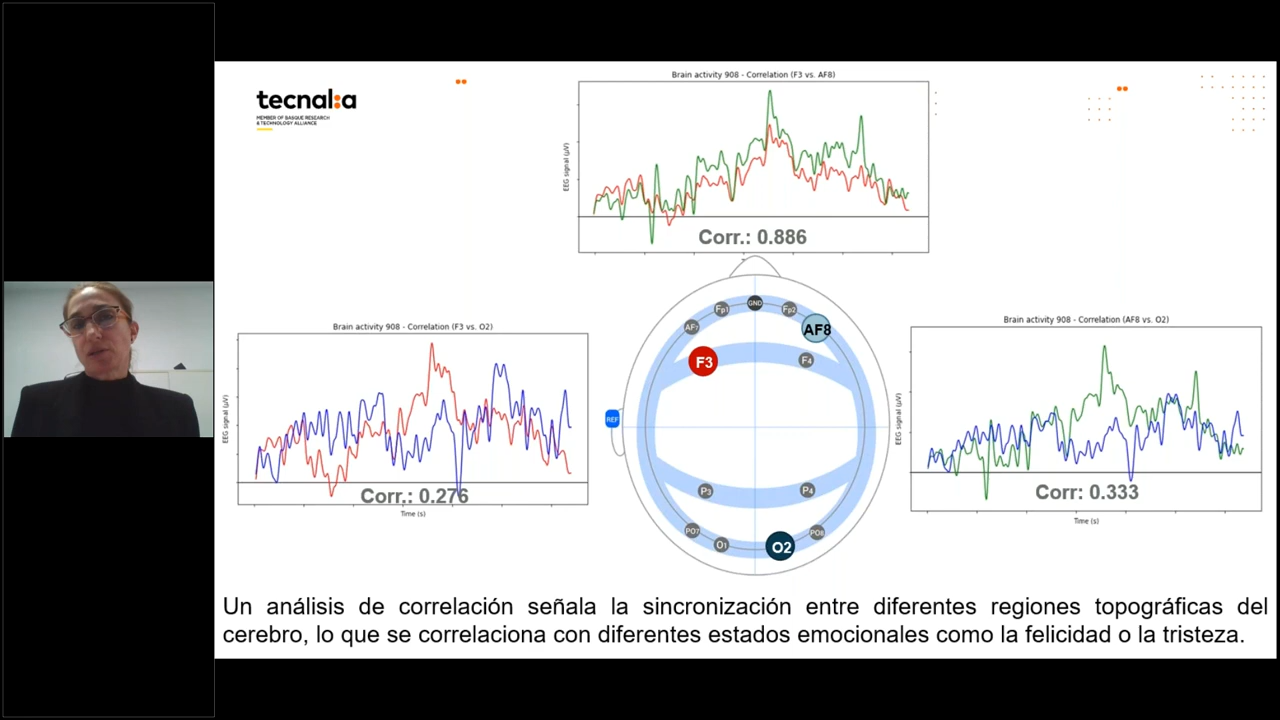 tecnal:a
MEMBER OF BASQUE RESEARCH
& TECHNOLOGY ALLIANCE
Brain activity 908 - Correlation (F3 vs. AF8)
EEG signal (μV)
Corr.: 0.886
Brain activity 908 - Correlation (F3 vs. O2)
EEG signal (μV)
Corr.: 0.276
Time (s)
GND
Fp1
Fp2
AF7
AF8
F3
F4
REF
P3
P4
PO7
PO8
O1
O2
Brain activity 908 - Correlation (AF8 vs. O2)
EEG signal (μV)
Corr: 0.333
Time (s)
Un análisis de correlación señala la sincronización entre diferentes regiones topográficas del
cerebro, lo que se correlaciona con diferentes estados emocionales como la felicidad o la tristeza.